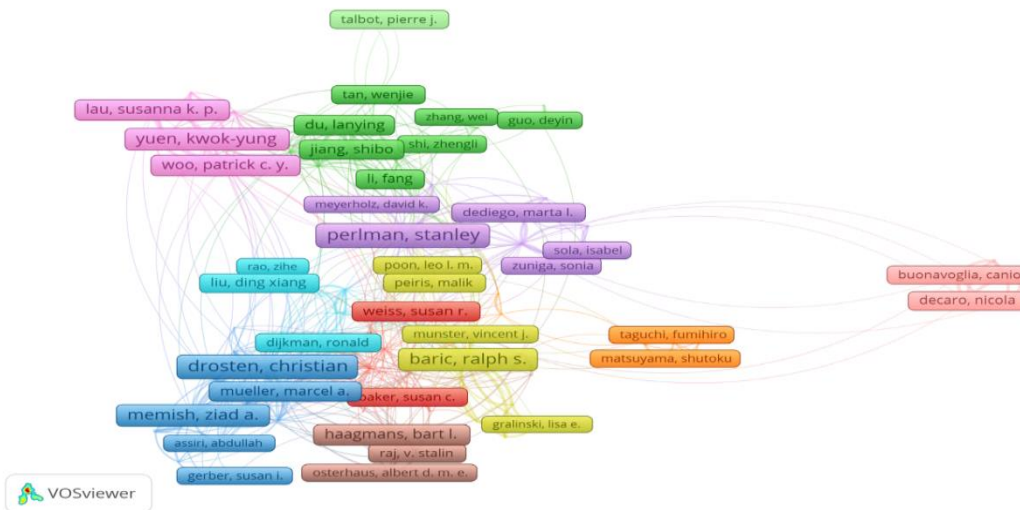 talbot, pierre j.
tan, wenjie
lau, susanna k. p.
zhang, wei
guo, deyin
du, lanying
yuen, kwok-yung
jiang, shibo
shi, zhengli
woo, patrick c. y.
li, fang
meyerholz, david k.
dediego, marta l.
perlman, stanley
sola, isabel
rao, zihe
poon, leo l. m.
zuniga, sonia
buonavoglia, canio
liu, ding xiang
peiris, malik
decaro, nicola
weiss, susan r.
munster, vincent j.
taguchi, fumihiro
dijkman, ronald
baric, ralph s.
matsuyama, shutoku
drosten, christian
mueller, marcel a.
baker, susan c.
memish, ziad a.
gralinski, lisa e.
haagmans, bart l.
assiri, abdullah
raj, v. stalin
gerber, susan i.
osterhaus, albert d. m. e.
VOSviewer